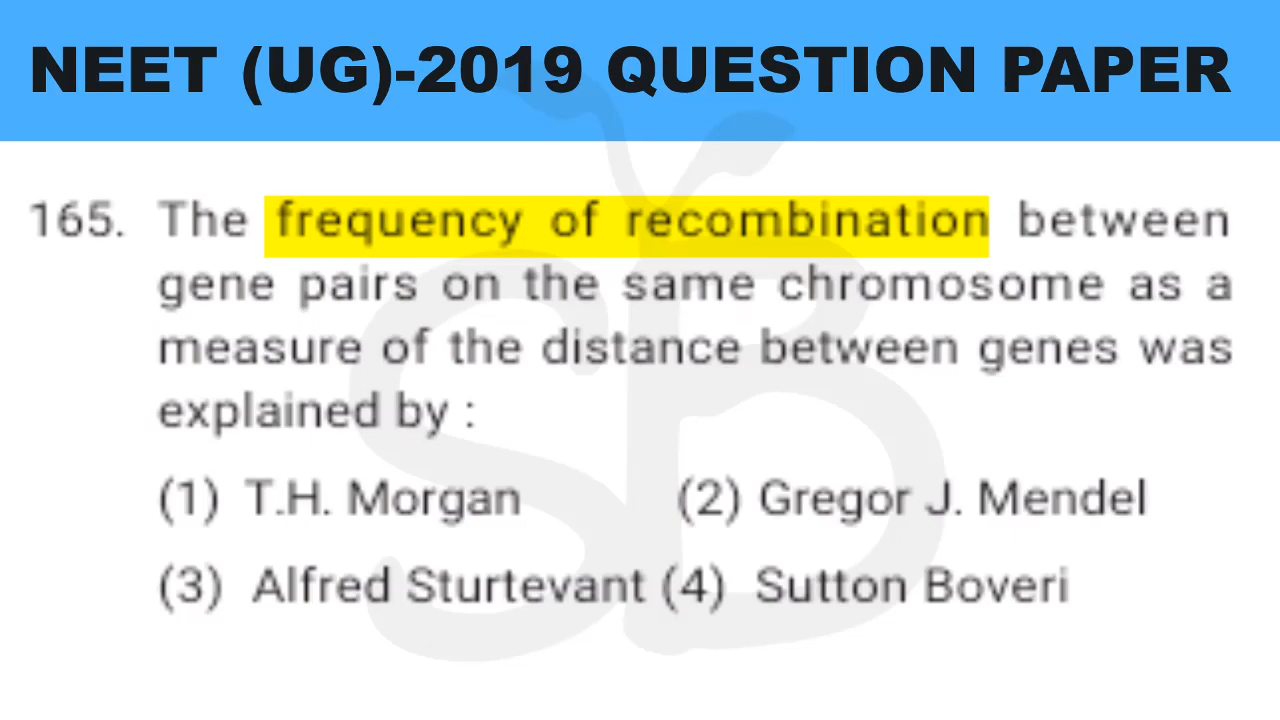 NEET (UG)-2019 QUESTION PAPER
165. The frequency of recombination between
gene pairs on the same chromosome as a
measure of the distance between genes was
explained by :
(1) T.H. Morgan (2) Gregor J. Mendel
(3) Alfred Sturtevant (4) Sutton Boveri
SB